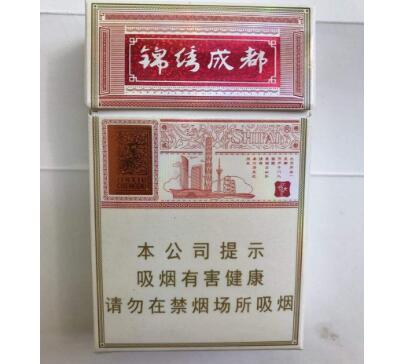 锦绣成都
SHIFAI
本公司提示
吸烟有害健康
请勿在禁烟场所吸烟